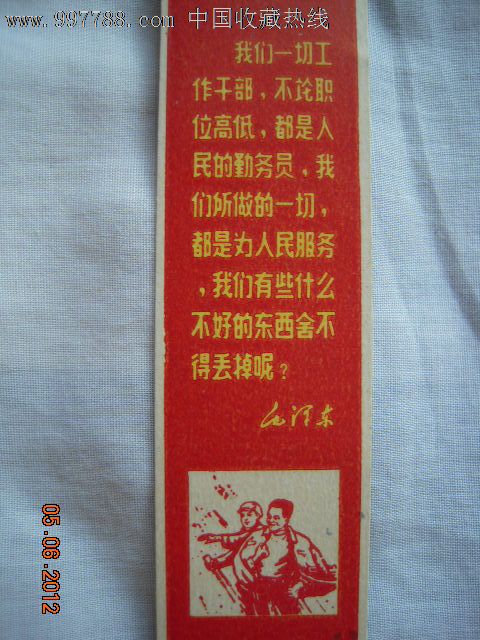 www.997788.com 中国收藏热线
我们一切工
作干部，不论职
位高低，都是人
民的勤务员，我
们所做的一切，
都是为人民服务
，我们有些什么
不好的东西舍不
得丢掉呢？
毛泽东
05.06.2012